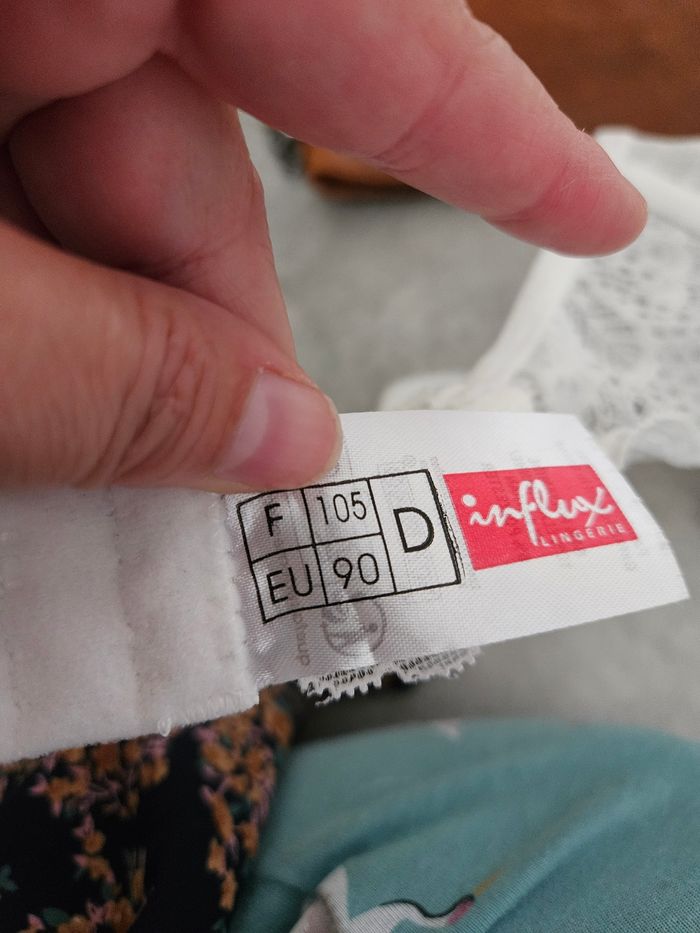 F 105 D
EU 90
influx
LINGERIE